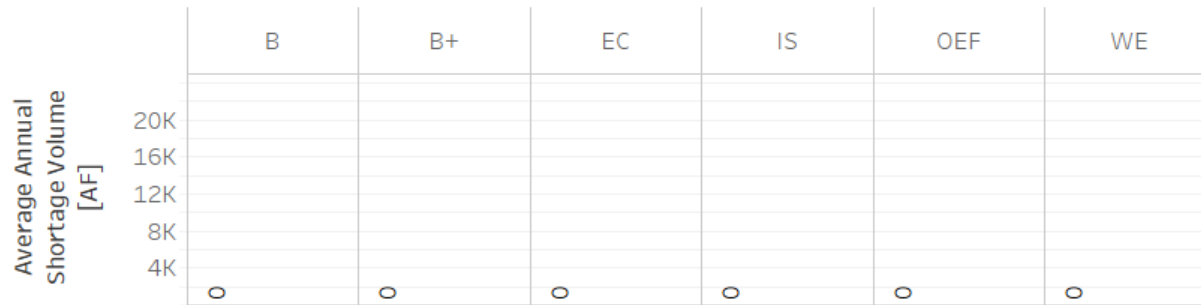 B B+ EC IS OEF WE
Average Annual
Shortage Volume
[AF]
20K
16K
12K
8K
4K
0 0 0 0 0 0